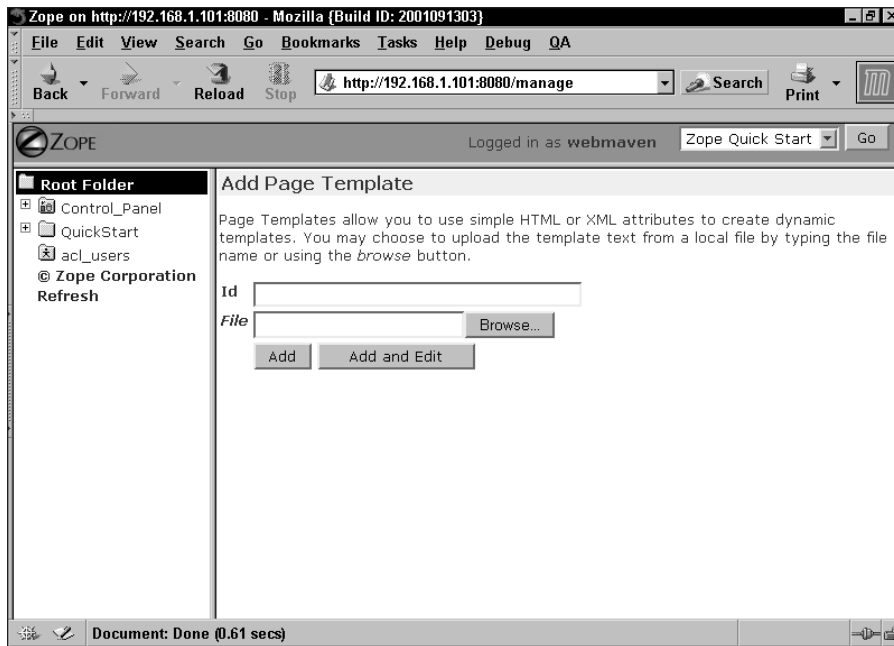 Zope on http://192.168.1.101:8080 - Mozilla {Build ID: 2001091303}
File Edit View Search Go Bookmarks Tasks Help Debug QA
Back Forward Reload Stop http://192.168.1.101:8080/manage Search Print m
ZOPE Logged in as webmaven Zope Quick Start Go
Root Folder
Control_Panel
QuickStart
acl_users
© Zope Corporation
Refresh
Add Page Template
Page Templates allow you to use simple HTML or XML attributes to create dynamic
templates. You may choose to upload the template text from a local file by typing the file
name or using the browse button.
Id
File Browse...
Add Add and Edit
Document: Done (0.61 secs)